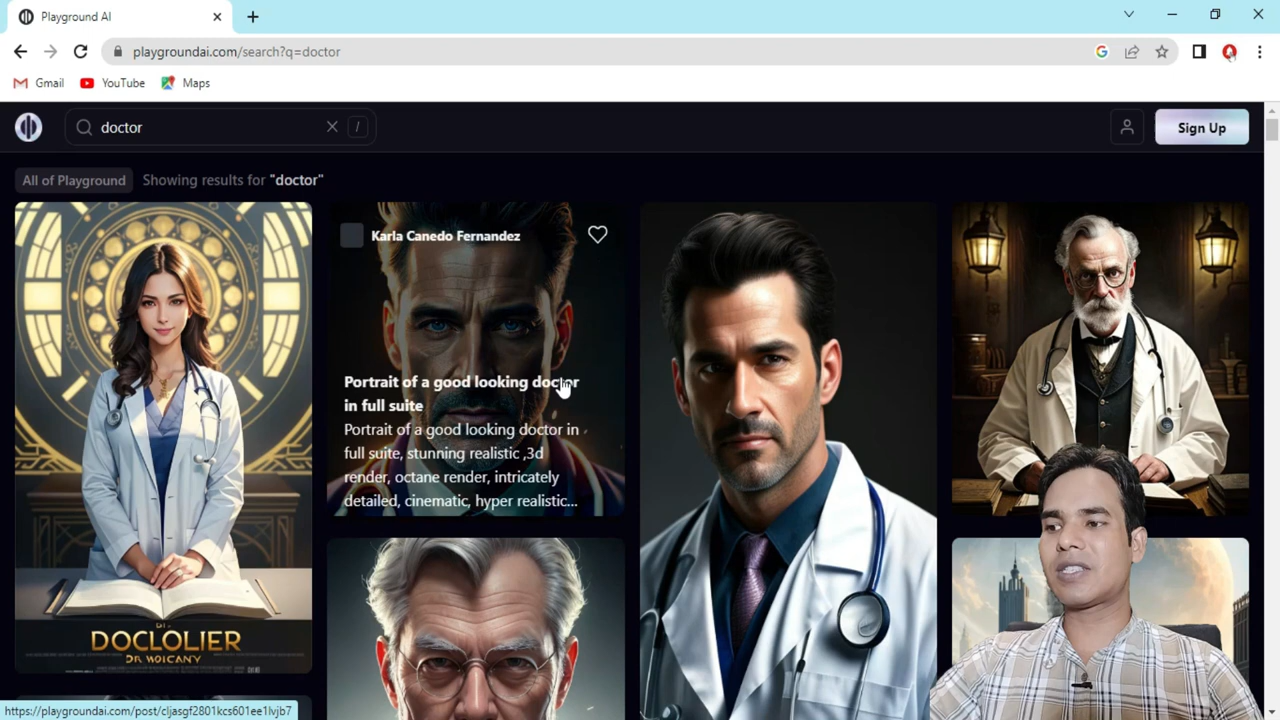 Playground AI
playgroundai.com/search?q=doctor
Gmail
YouTube
Maps
doctor
/
Sign Up
All of Playground
Showing results for "doctor"
Karla Canedo Fernandez
Portrait of a good looking doctor
in full suite
Portrait of a good looking doctor in
full suite, stunning realistic ,3d
render, octane render, intricately
detailed, cinematic, hyper realistic...
DOCLOLIER
https://playgroundai.com/post/cljasgf2801kcs601ee1lvjb7